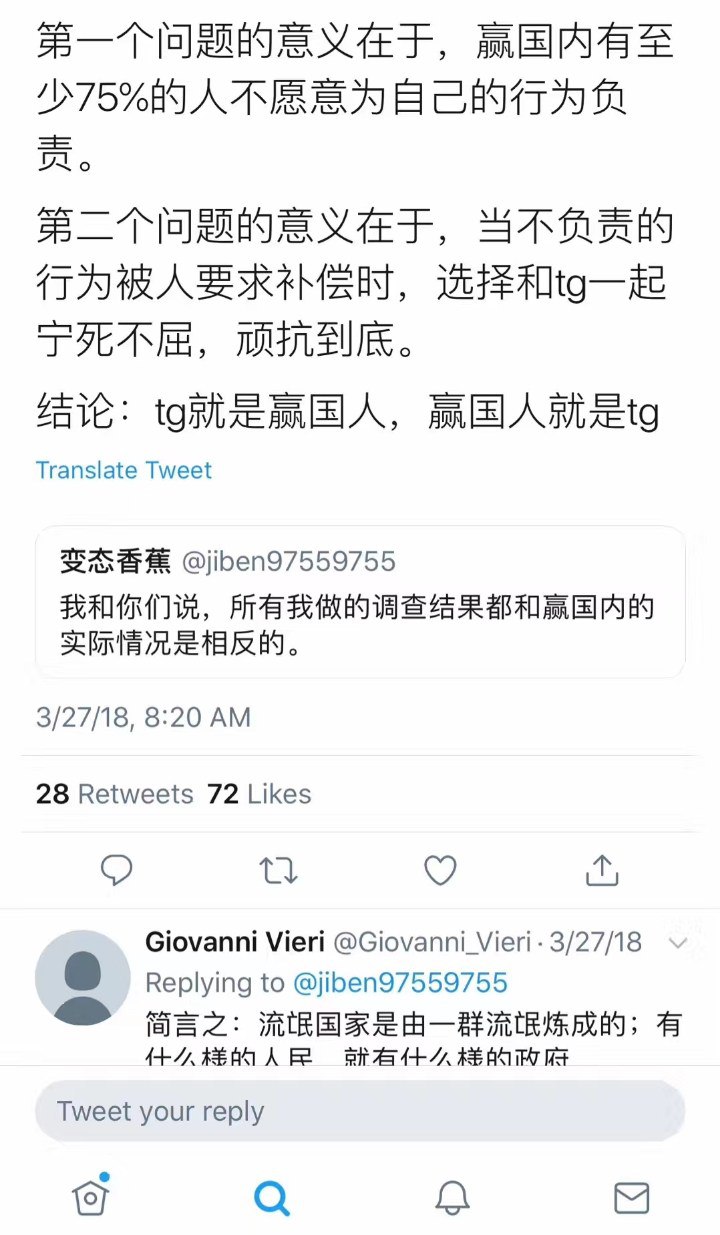 第一个问题的意义在于，赢国内有至
少75%的人不愿意为自己的行为负
责。
第二个问题的意义在于，当不负责的
行为被人要求补偿时，选择和tg一起
宁死不屈，顽抗到底。
结论：tg就是赢国人，赢国人就是tg
Translate Tweet
变态香蕉 @jiben97559755
我和你们说，所有我做的调查结果都和赢国内的
实际情况是相反的。
3/27/18, 8:20 AM
28 Retweets 72 Likes
Giovanni Vieri @Giovanni_Vieri · 3/27/18
Replying to @jiben97559755
简言之：流氓国家是由一群流氓炼成的；有
什么样的人民，就有什么样的政府
Tweet your reply